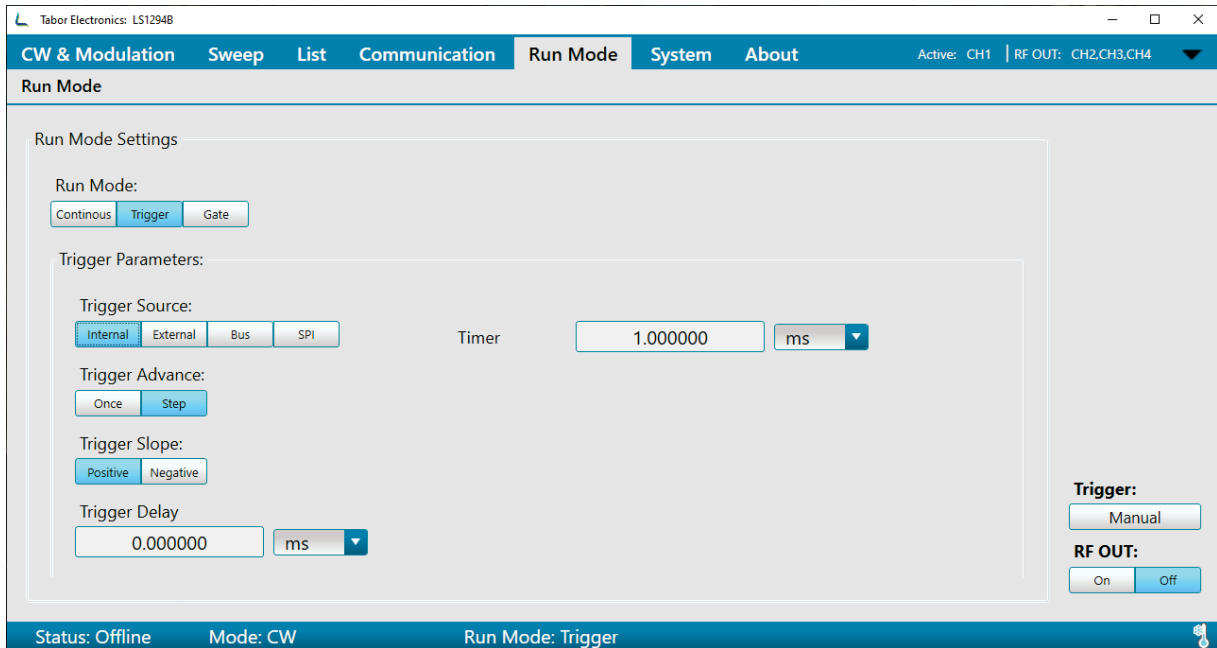 Tabor Electronics: LS1294B
CW & Modulation Sweep List Communication Run Mode System About Active: CH1 RF OUT: CH2,CH3,CH4
Run Mode
Run Mode Settings
Run Mode:
Continous Trigger Gate
Trigger Parameters:
Trigger Source:
Internal External Bus SPI
Timer 1.000000 ms
Trigger Advance:
Once Step
Trigger Slope:
Positive Negative
Trigger Delay
0.000000 ms
Trigger:
Manual
RF OUT:
On Off
Status: Offline Mode: CW Run Mode: Trigger